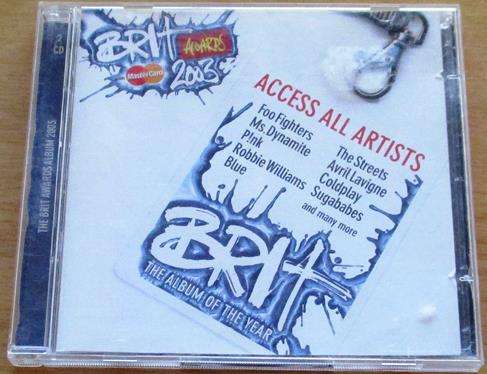 2 CD
THE BRIT AWARDS ALBUM 2003
BRIT
AWARDS
MasterCard
2003
ACCESS ALL ARTISTS
Foo Fighters
Ms. Dynamite
P!nk
Robbie Williams
Blue
The Streets
Avril Lavigne
Coldplay
Sugababes
and many more
BRIT
THE ALBUM OF THE YEAR